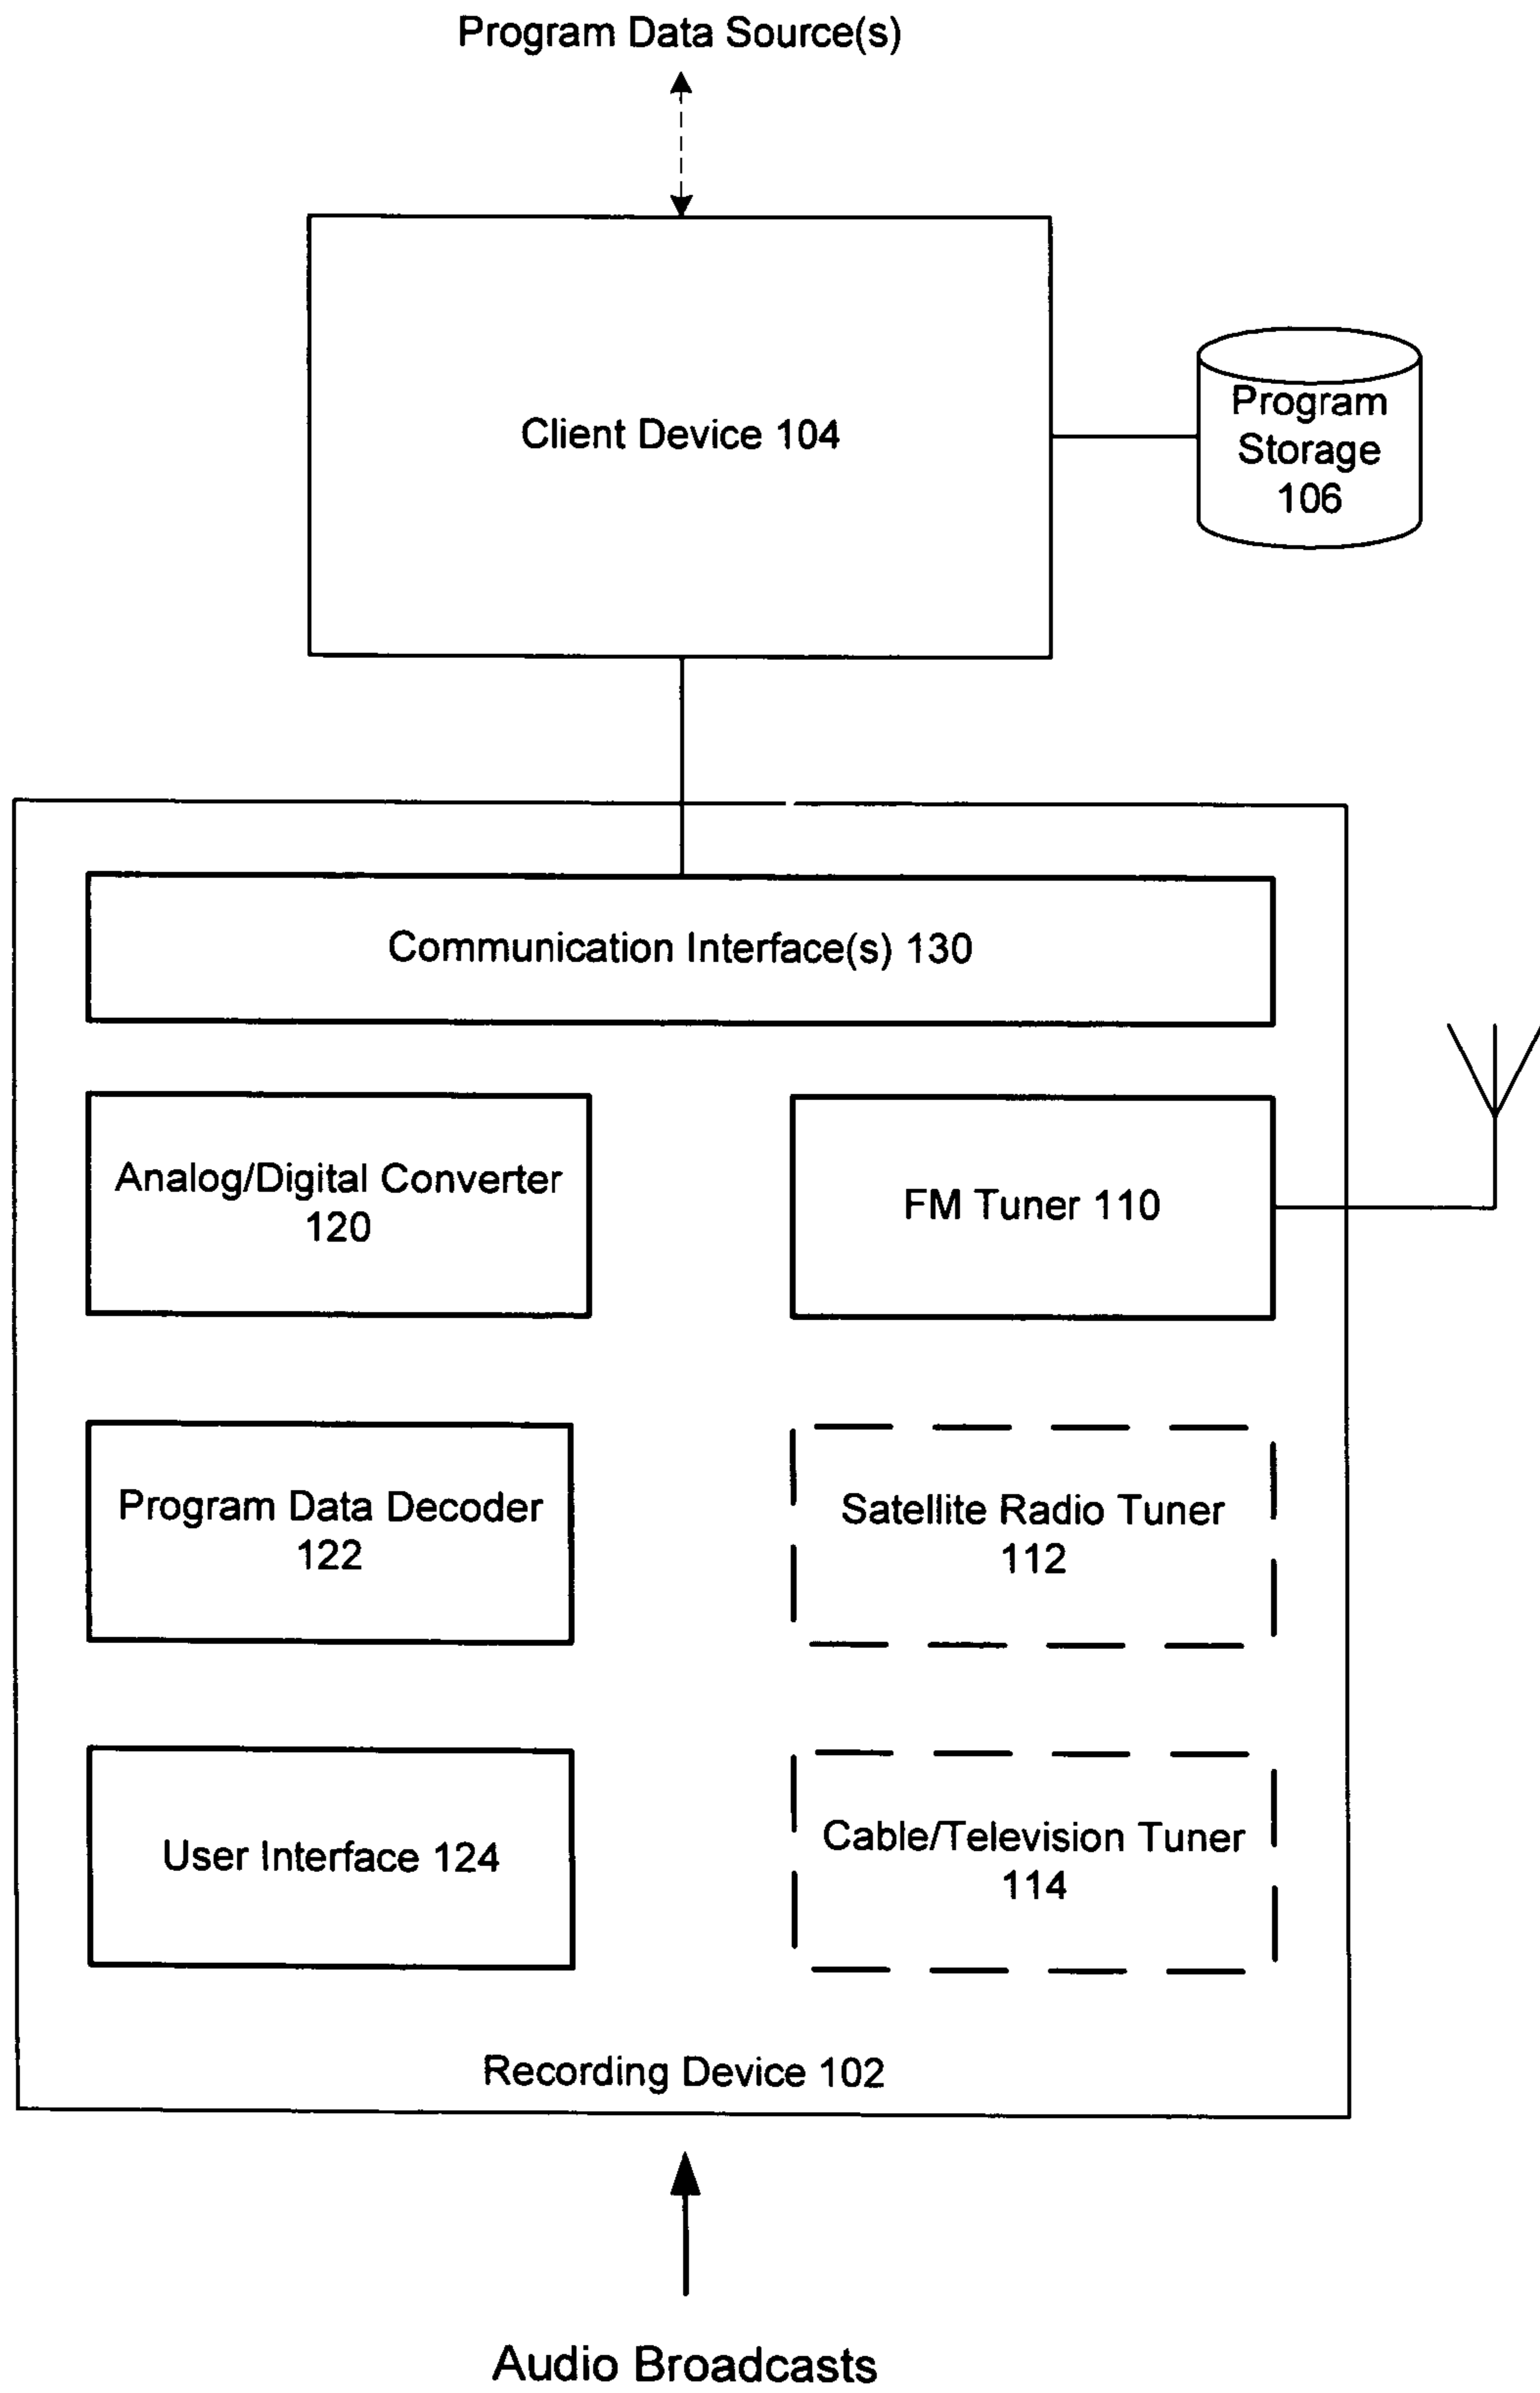 Program Data Source(s)
Client Device 104
Program
Storage
106
Communication Interface(s) 130
Analog/Digital Converter
120
FM Tuner 110
Program Data Decoder
122
Satellite Radio Tuner
112
User Interface 124
Cable/Television Tuner
114
Recording Device 102
Audio Broadcasts